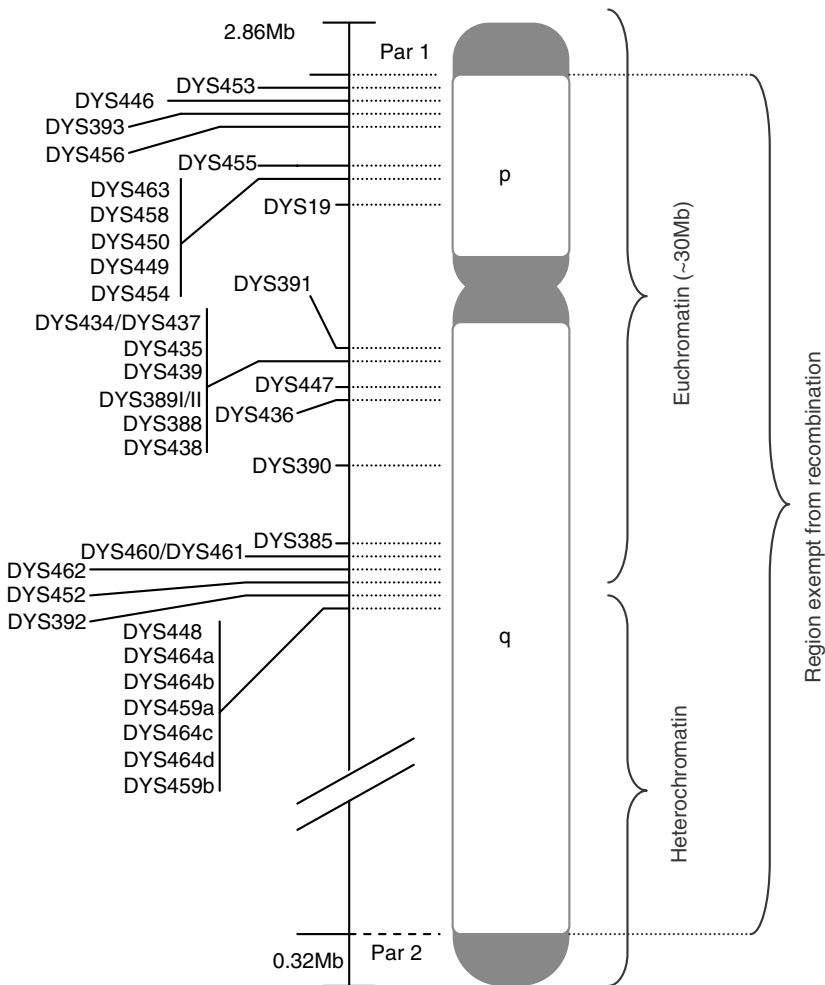 2.86Mb
Par 1
DYS453
DYS446
DYS393
DYS456
DYS455
DYS463
DYS458
DYS450
DYS449
DYS454
DYS19
p
DYS391
DYS434/DYS437
DYS435
DYS439
DYS389I/II
DYS388
DYS438
DYS447
DYS436
DYS390
DYS385
DYS460/DYS461
DYS462
DYS452
DYS392
DYS448
DYS464a
DYS464b
DYS459a
DYS464c
DYS464d
DYS459b
q
0.32Mb
Par 2
Euchromatin (~30Mb)
Heterochromatin
Region exempt from recombination